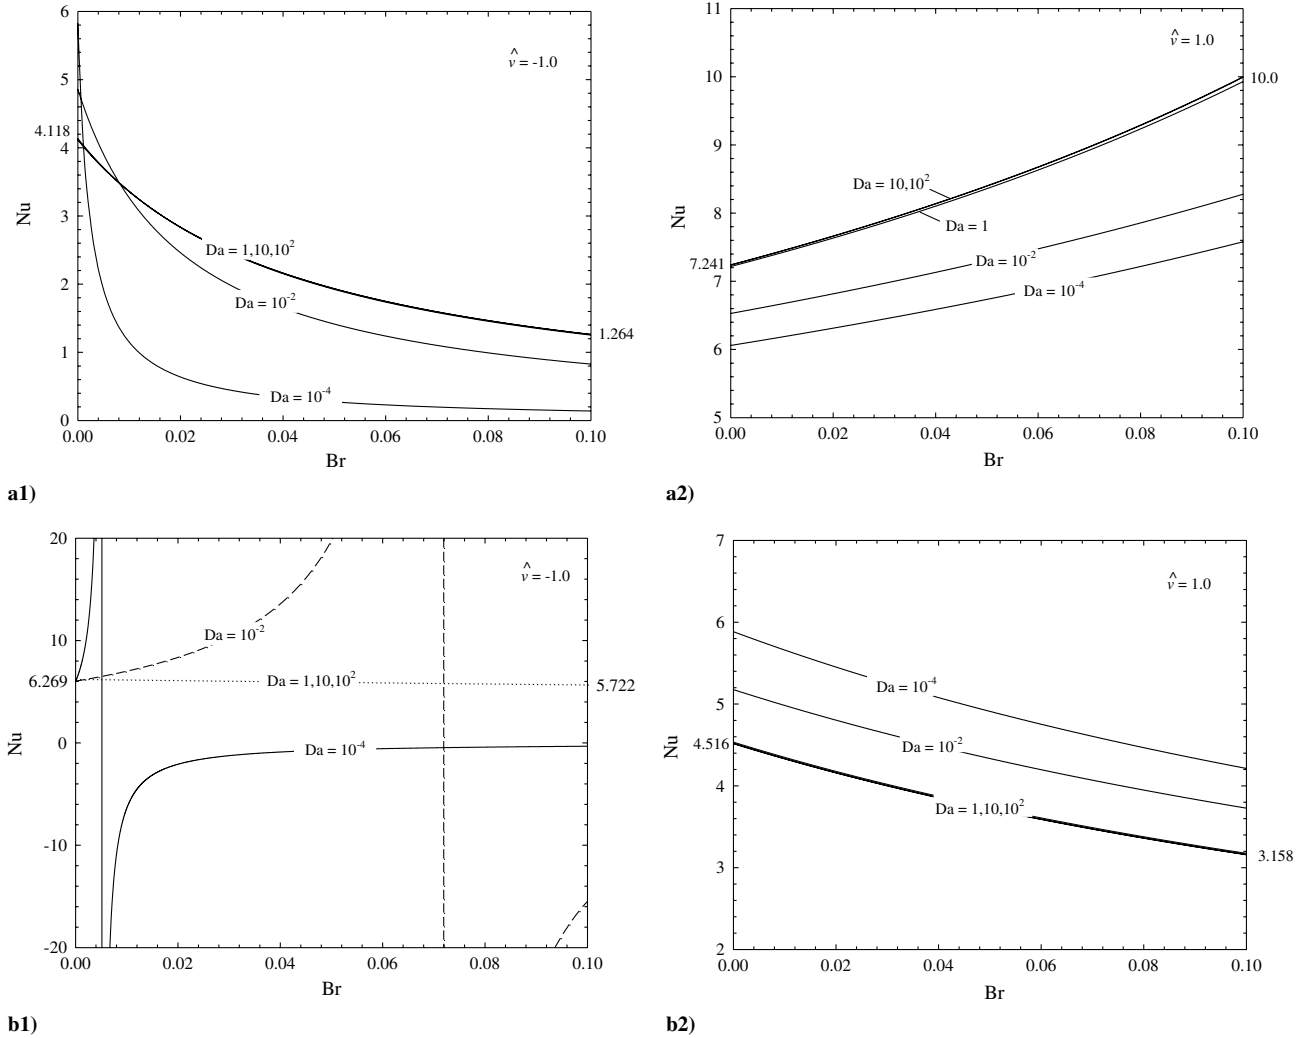 6
5
4.118
4
3
2
1
0
Nu
v̂ = -1.0
Da = 1,10,10²
Da = 10⁻²
Da = 10⁻⁴
1.264
0.00 0.02 0.04 0.06 0.08 0.10
Br
a1)
11
10
9
8
7.241
7
6
5
Nu
v̂ = 1.0
10.0
Da = 10,10²
Da = 1
Da = 10⁻²
Da = 10⁻⁴
0.00 0.02 0.04 0.06 0.08 0.10
Br
a2)
20
10
6.269
0
-10
-20
Nu
v̂ = -1.0
Da = 10⁻²
Da = 1,10,10²
5.722
Da = 10⁻⁴
0.00 0.02 0.04 0.06 0.08 0.10
Br
b1)
7
6
5
4.516
4
3
2
Nu
v̂ = 1.0
Da = 10⁻⁴
Da = 10⁻²
Da = 1,10,10²
3.158
0.00 0.02 0.04 0.06 0.08 0.10
Br
b2)